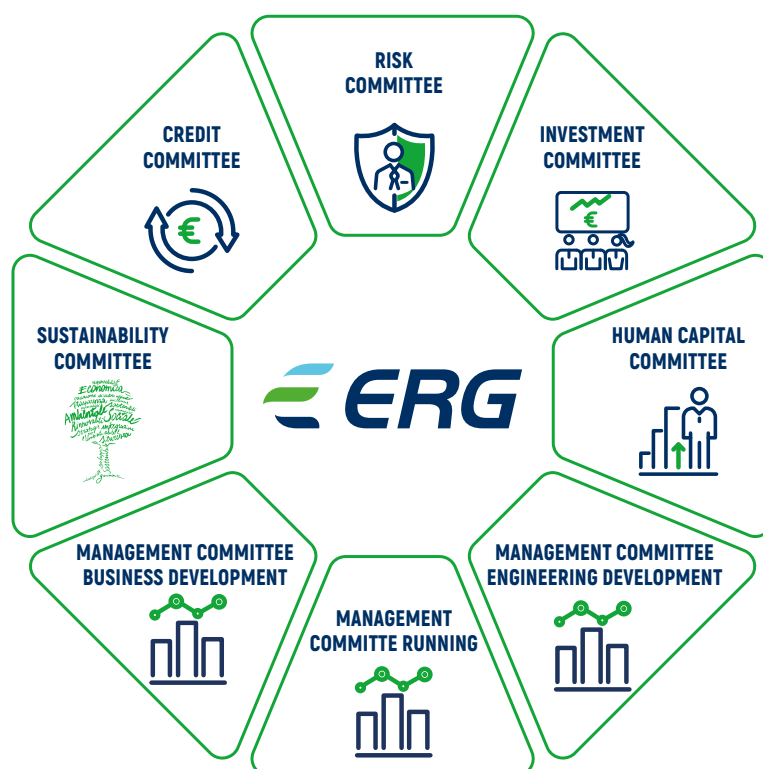 RISK
COMMITTEE
CREDIT
COMMITTEE
€
INVESTMENT
COMMITTEE
€
SUSTAINABILITY
COMMITTEE
Economica
Ambientale
Sociale
ERG
HUMAN CAPITAL
COMMITTEE
MANAGEMENT COMMITTEE
BUSINESS DEVELOPMENT
MANAGEMENT
COMMITTE RUNNING
MANAGEMENT COMMITTEE
ENGINEERING DEVELOPMENT